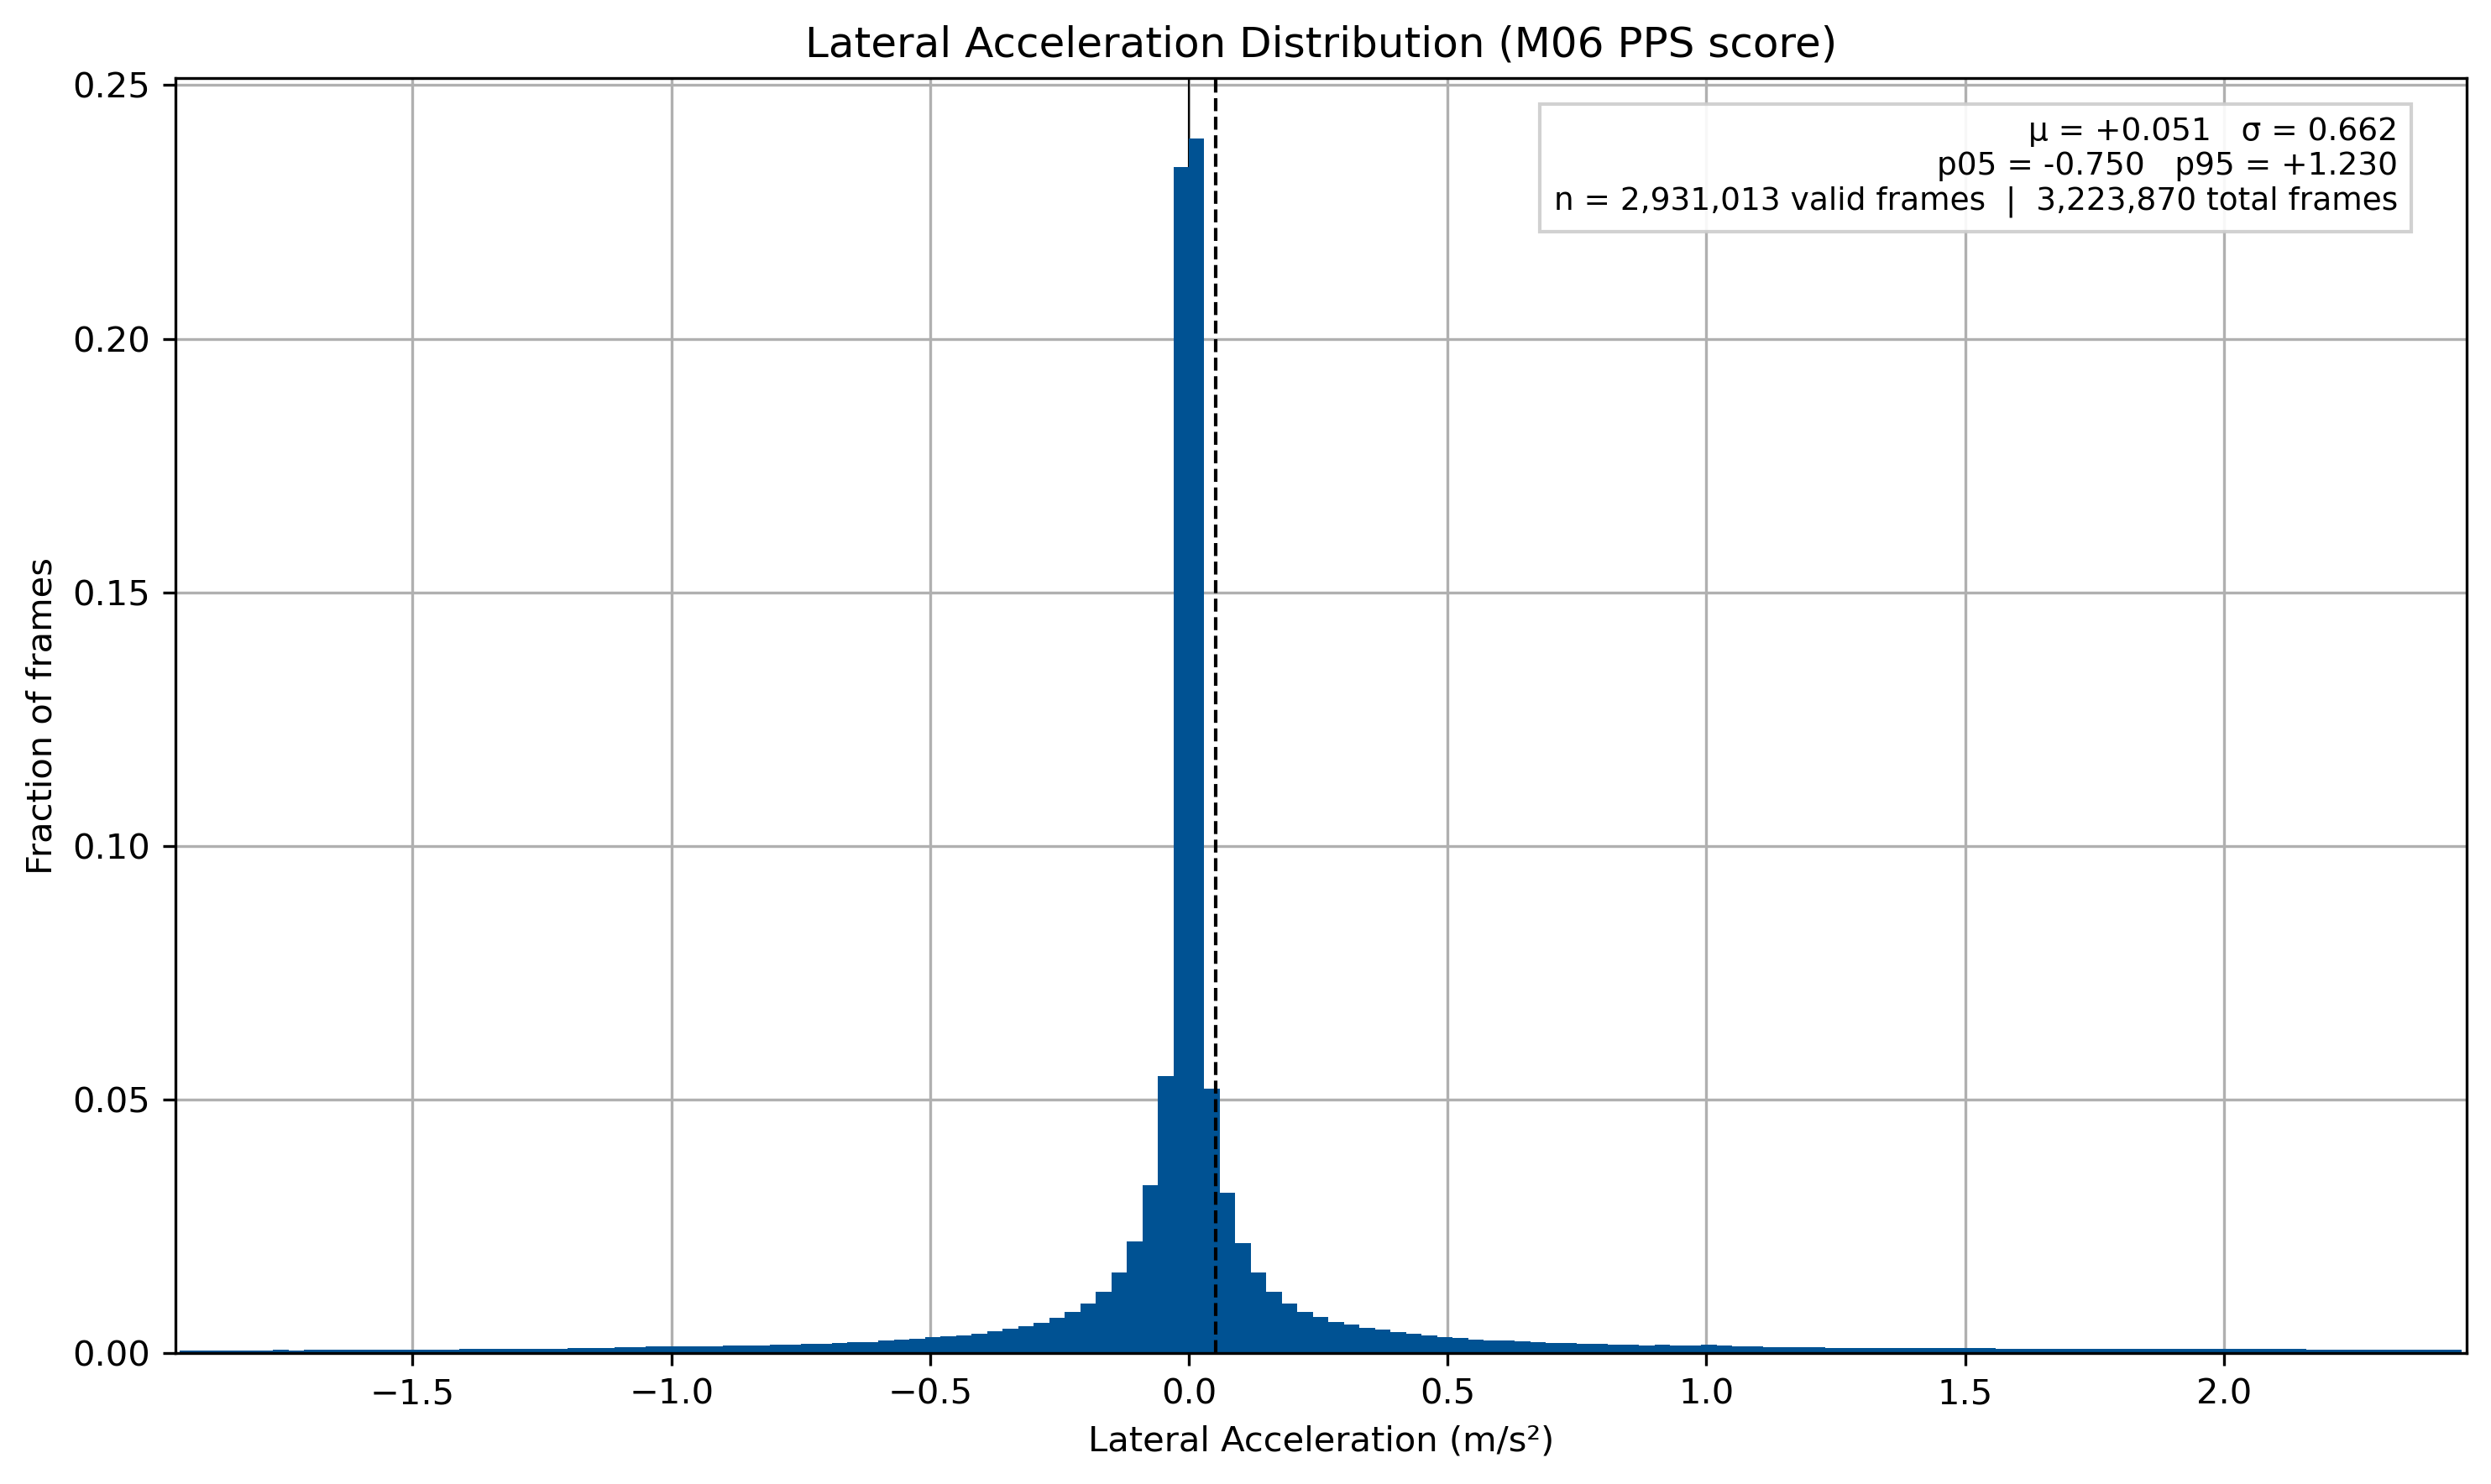 Lateral Acceleration Distribution (M06 PPS score)
μ = +0.051   σ = 0.662
p05 = -0.750   p95 = +1.230
n = 2,931,013 valid frames  |  3,223,870 total frames
Fraction of frames
0.25
0.20
0.15
0.10
0.05
0.00
−1.5
−1.0
−0.5
0.0
0.5
1.0
1.5
2.0
Lateral Acceleration (m/s²)